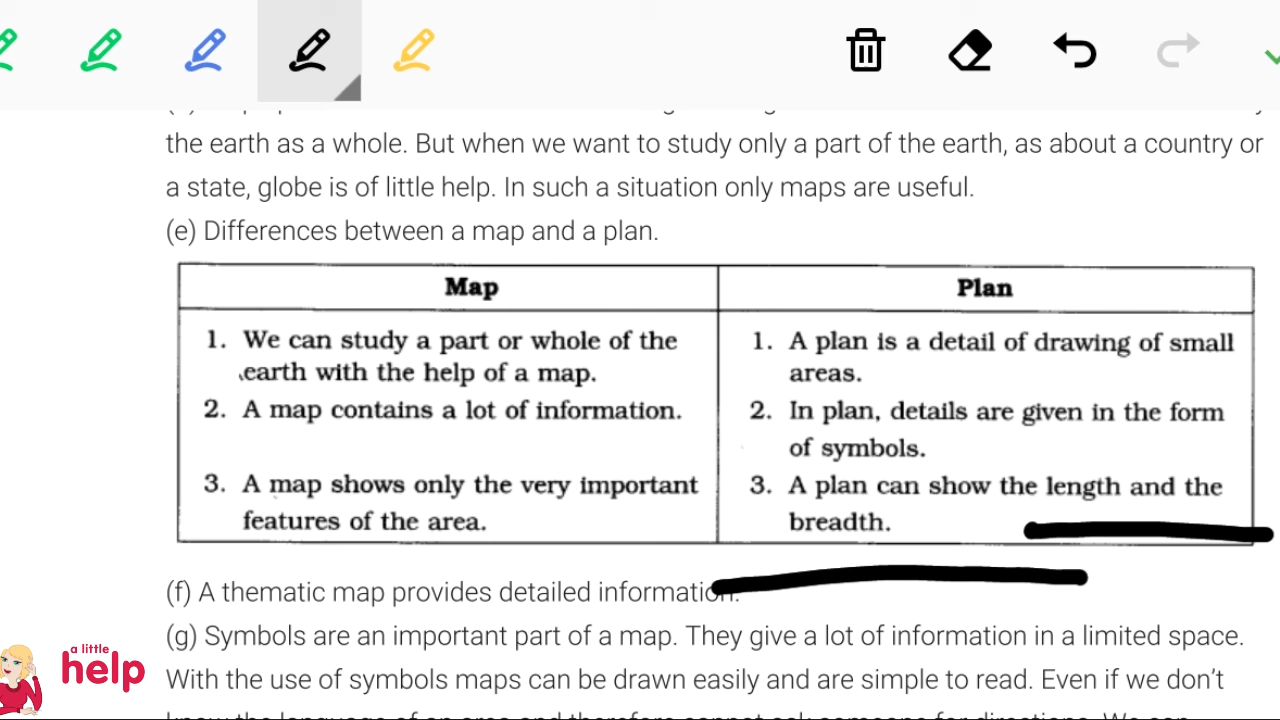 the earth as a whole. But when we want to study only a part of the earth, as about a country or
a state, globe is of little help. In such a situation only maps are useful.
(e) Differences between a map and a plan.
Map
1. We can study a part or whole of the
earth with the help of a map.
2. A map contains a lot of information.
3. A map shows only the very important
features of the area.
Plan
1. A plan is a detail of drawing of small
areas.
2. In plan, details are given in the form
of symbols.
3. A plan can show the length and the
breadth.
(f) A thematic map provides detailed information.
(g) Symbols are an important part of a map. They give a lot of information in a limited space.
With the use of symbols maps can be drawn easily and are simple to read. Even if we don't
a little
help